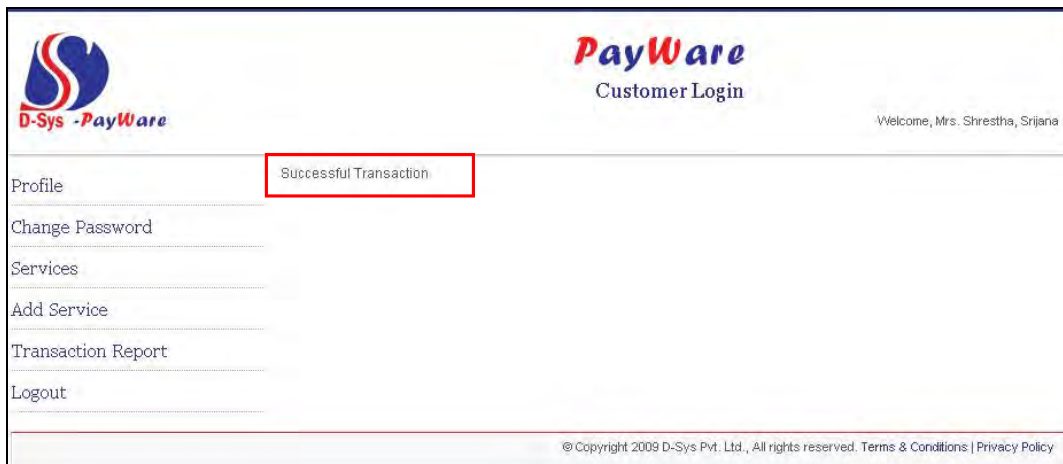 PayWare
Customer Login
D-Sys -PayWare
Welcome, Mrs. Shrestha, Srijana
Successful Transaction
Profile
Change Password
Services
Add Service
Transaction Report
Logout
© Copyright 2009 D-Sys Pvt. Ltd., All rights reserved. Terms & Conditions | Privacy Policy